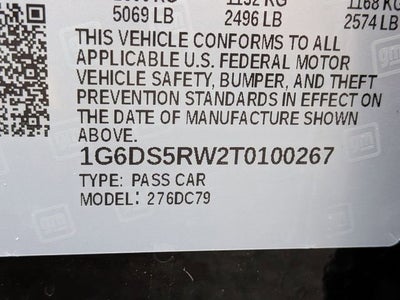 5069 LB 2496 LB 2574 LB
THIS VEHICLE CONFORMS TO ALL
APPLICABLE U.S. FEDERAL MOTOR
VEHICLE SAFETY, BUMPER, AND THEFT
PREVENTION STANDARDS IN EFFECT ON
THE DATE OF MANUFACTURE SHOWN
ABOVE.
1G6DS5RW2T0100267
TYPE: PASS CAR
MODEL: 276DC79